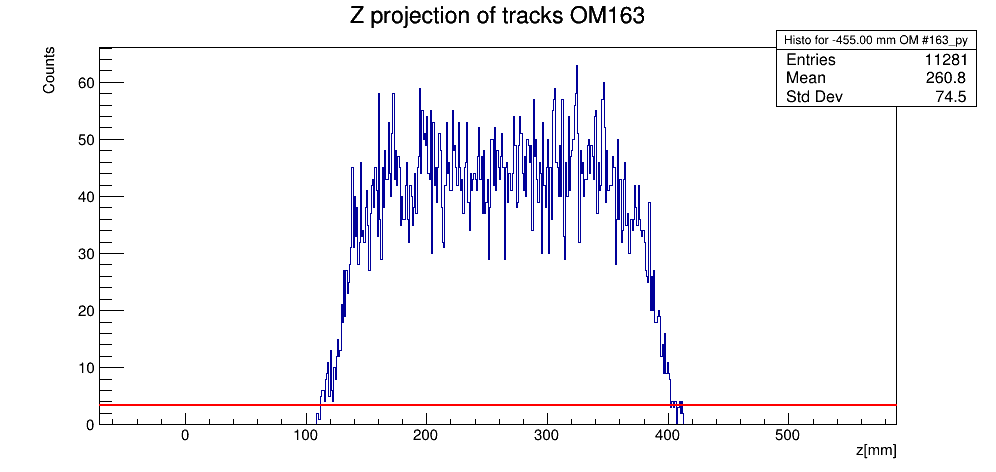 Z projection of tracks OM163
Histo for -455.00 mm OM #163_py
Entries 11281
Mean 260.8
Std Dev 74.5
Counts
60
50
40
30
20
10
0
0 100 200 300 400 500
z[mm]